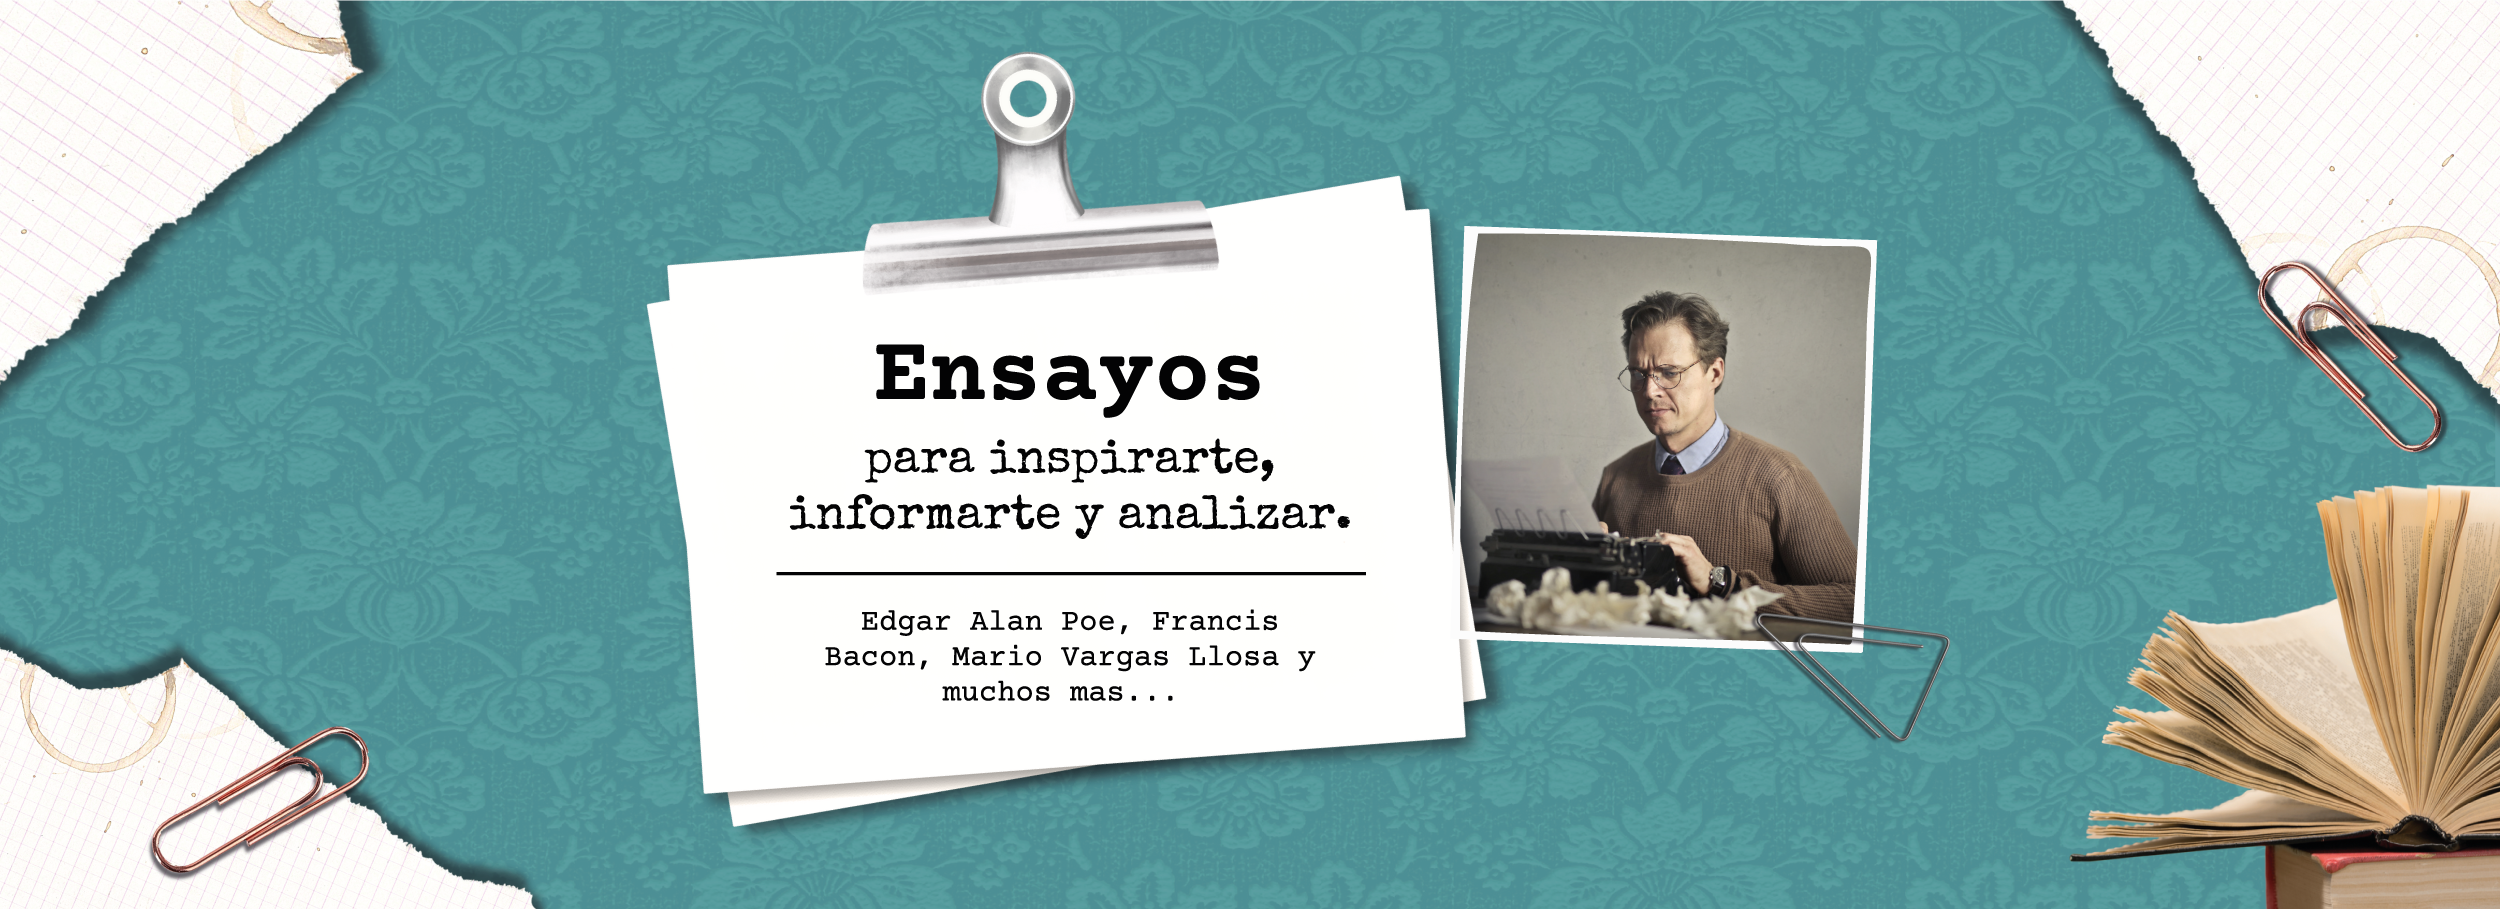 Ensayos
para inspirarte,
informarte y analizar.
Edgar Alan Poe, Francis
Bacon, Mario Vargas Llosa y
muchos mas...